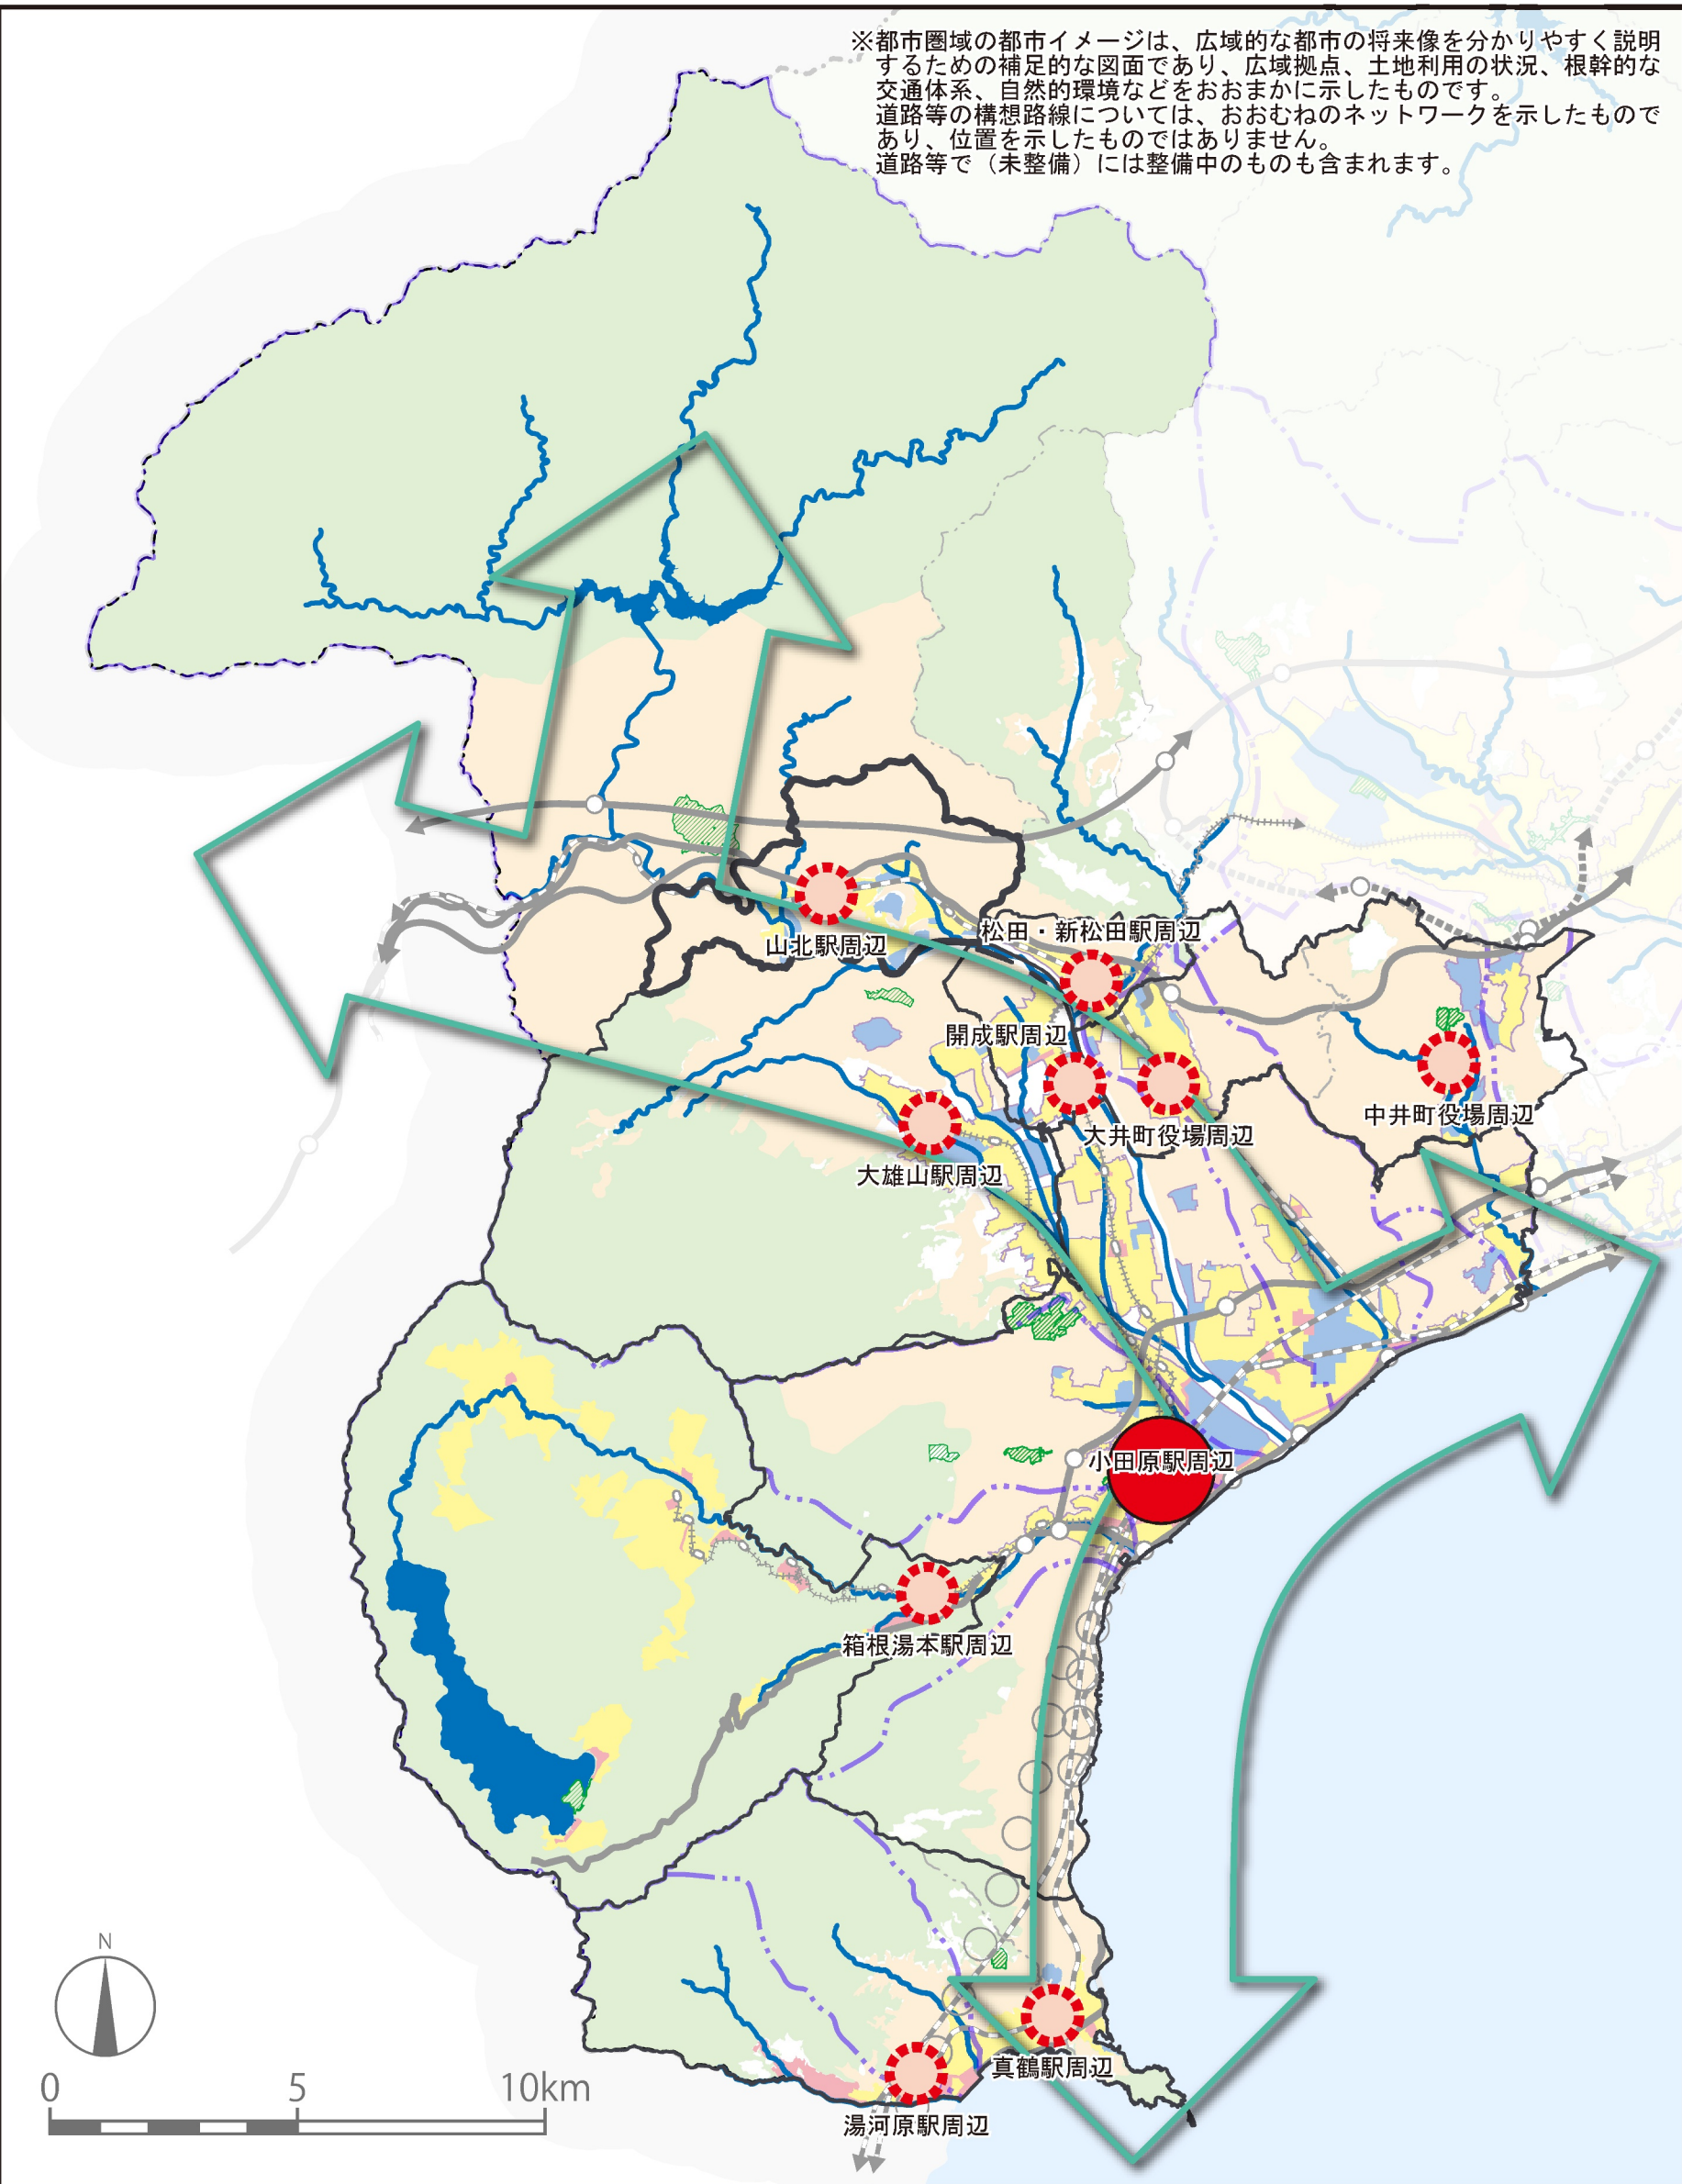 ※都市圏域の都市イメージは、広域的な都市の将来像を分かりやすく説明
するための補足的な図面であり、広域拠点、土地利用の状況、根幹的な
交通体系、自然的環境などをおおまかに示したものです。
道路等の構想路線については、おおむねのネットワークを示したもので
あり、位置を示したものではありません。
道路等で（未整備）には整備中のものも含まれます。
山北駅周辺
松田・新松田駅周辺
開成駅周辺
中井町役場周辺
大井町役場周辺
大雄山駅周辺
小田原駅周辺
箱根湯本駅周辺
真鶴駅周辺
湯河原駅周辺
N
0 5 10km